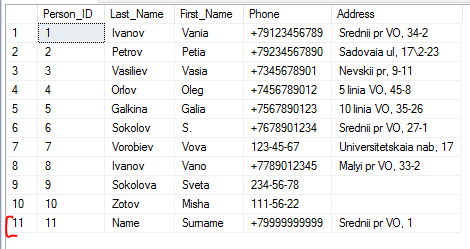 Person_ID Last_Name First_Name Phone Address
1 1 Ivanov Vania +79123456789 Srednii pr VO, 34-2
2 2 Petrov Petia +79234567890 Sadovaia ul, 17\2-23
3 3 Vasiliev Vasia +7345678901 Nevskii pr, 9-11
4 4 Orlov Oleg +7456789012 5 linia VO, 45-8
5 5 Galkina Galia +7567890123 10 linia VO, 35-26
6 6 Sokolov S. +7678901234 Srednii pr VO, 27-1
7 7 Vorobiev Vova 123-45-67 Universitetskaia nab, 17
8 8 Ivanov Vano +7789012345 Malyi pr VO, 33-2
9 9 Sokolova Sveta 234-56-78
10 10 Zotov Misha 111-56-22
11 11 Name Surname +79999999999 Srednii pr VO, 1